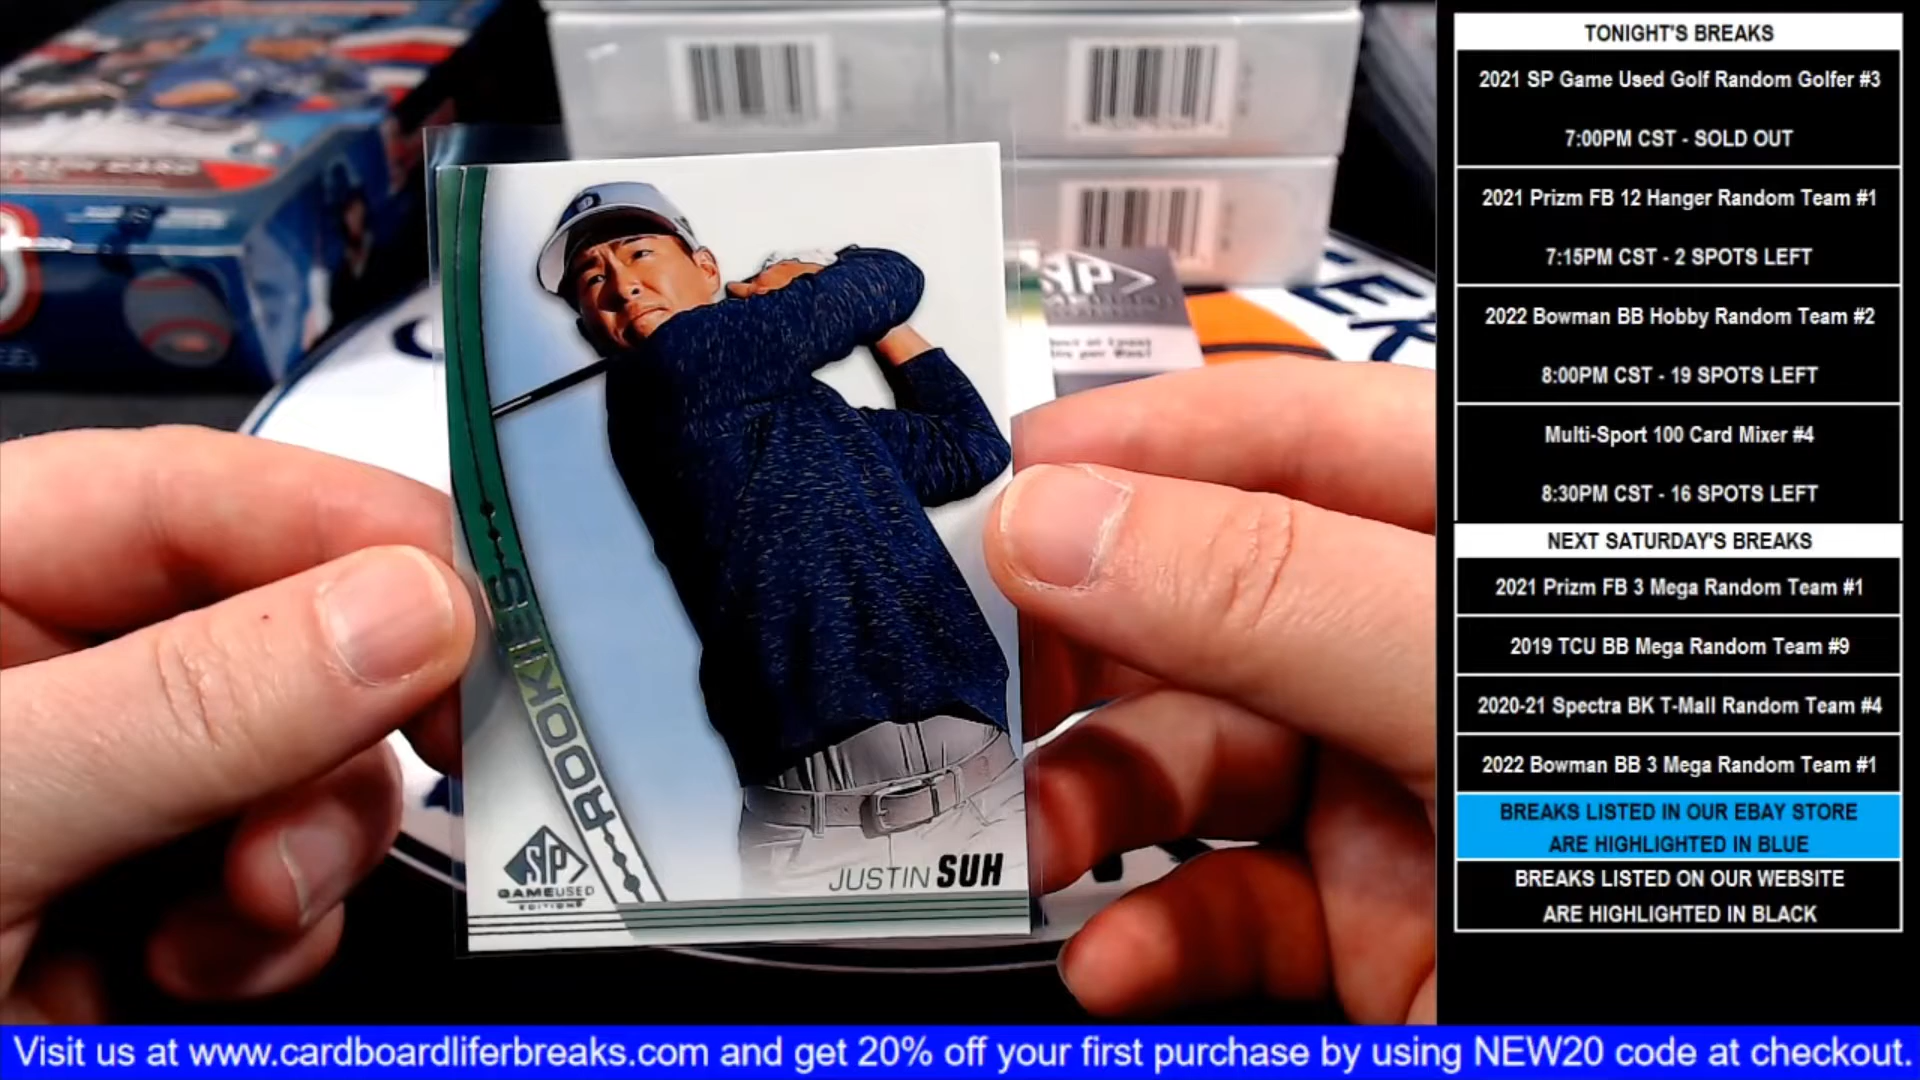 ROOKIES
SP
GAMEUSED
EDITION
JUSTIN SUH
SP
TONIGHT'S BREAKS
2021 SP Game Used Golf Random Golfer #3
7:00PM CST - SOLD OUT
2021 Prizm FB 12 Hanger Random Team #1
7:15PM CST - 2 SPOTS LEFT
2022 Bowman BB Hobby Random Team #2
8:00PM CST - 19 SPOTS LEFT
Multi-Sport 100 Card Mixer #4
8:30PM CST - 16 SPOTS LEFT
NEXT SATURDAY'S BREAKS
2021 Prizm FB 3 Mega Random Team #1
2019 TCU BB Mega Random Team #9
2020-21 Spectra BK T-Mall Random Team #4
2022 Bowman BB 3 Mega Random Team #1
BREAKS LISTED IN OUR EBAY STORE
ARE HIGHLIGHTED IN BLUE
BREAKS LISTED ON OUR WEBSITE
ARE HIGHLIGHTED IN BLACK
Visit us at www.cardboardliferbreaks.com and get 20% off your first purchase by using NEW20 code at checkout.